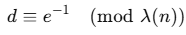 d ≡ e⁻¹ (mod λ(n))